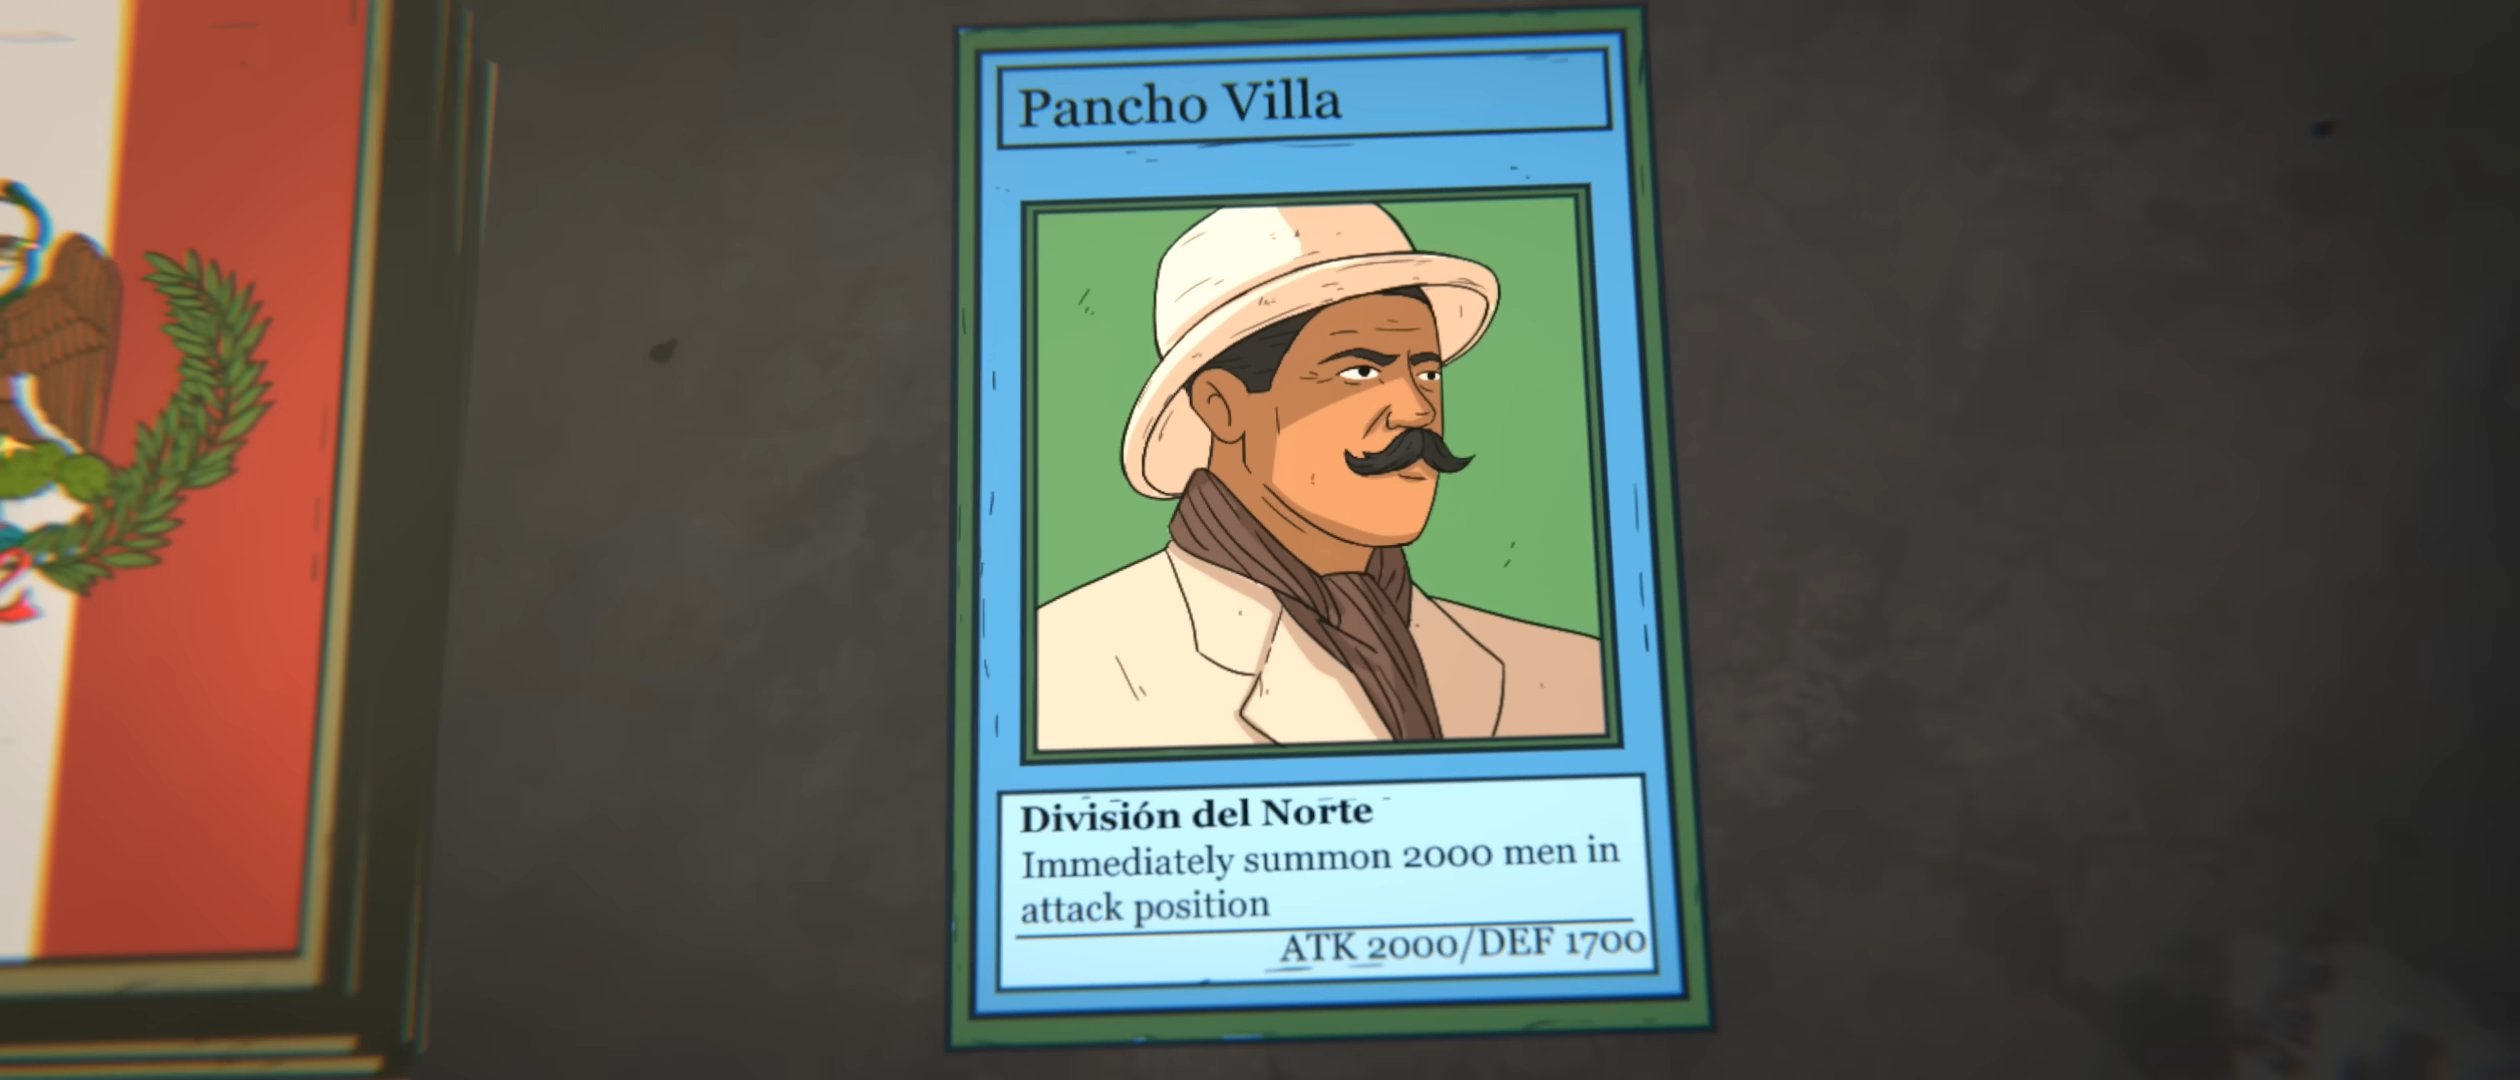 Pancho Villa
División del Norte
Immediately summon 2000 men in
attack position
ATK 2000/DEF 1700